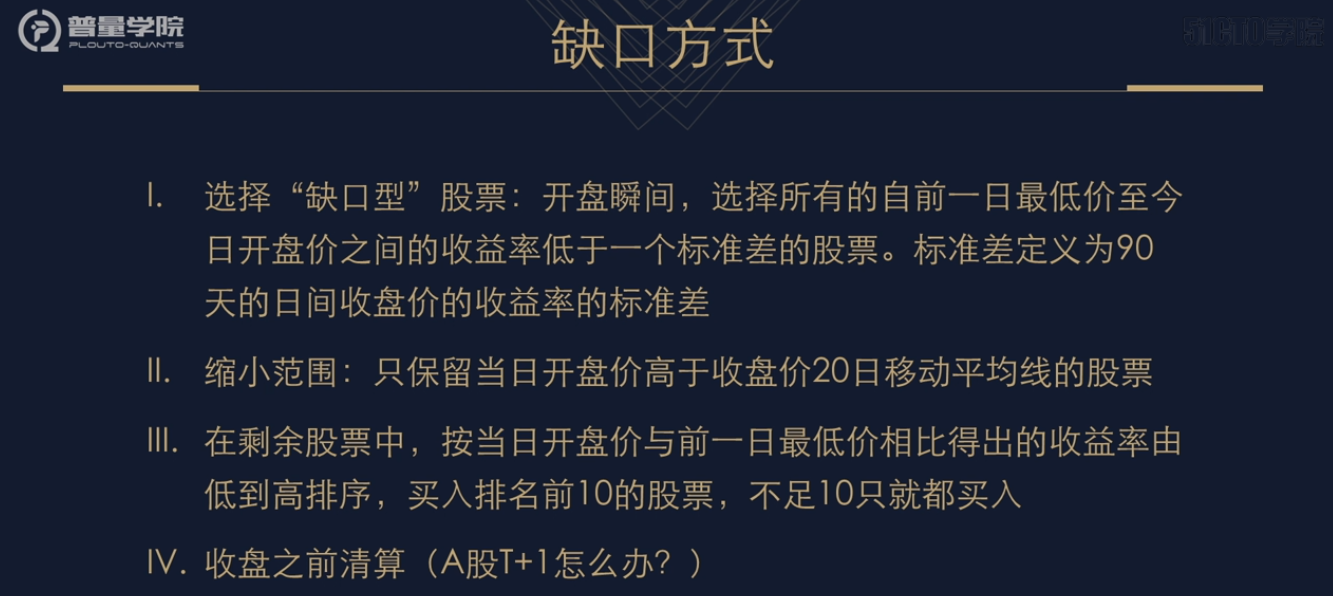 普量学院
PLOUTO-QUANTS
缺口方式
I. 选择“缺口型”股票：开盘瞬间，选择所有的自前一日最低价至今
日开盘价之间的收益率低于一个标准差的股票。标准差定义为90
天的日间收盘价的收益率的标准差
II. 缩小范围：只保留当日开盘价高于收盘价20日移动平均线的股票
III. 在剩余股票中，按当日开盘价与前一日最低价相比得出的收益率由
低到高排序，买入排名前10的股票，不足10只就都买入
IV. 收盘之前清算（A股T+1怎么办？）